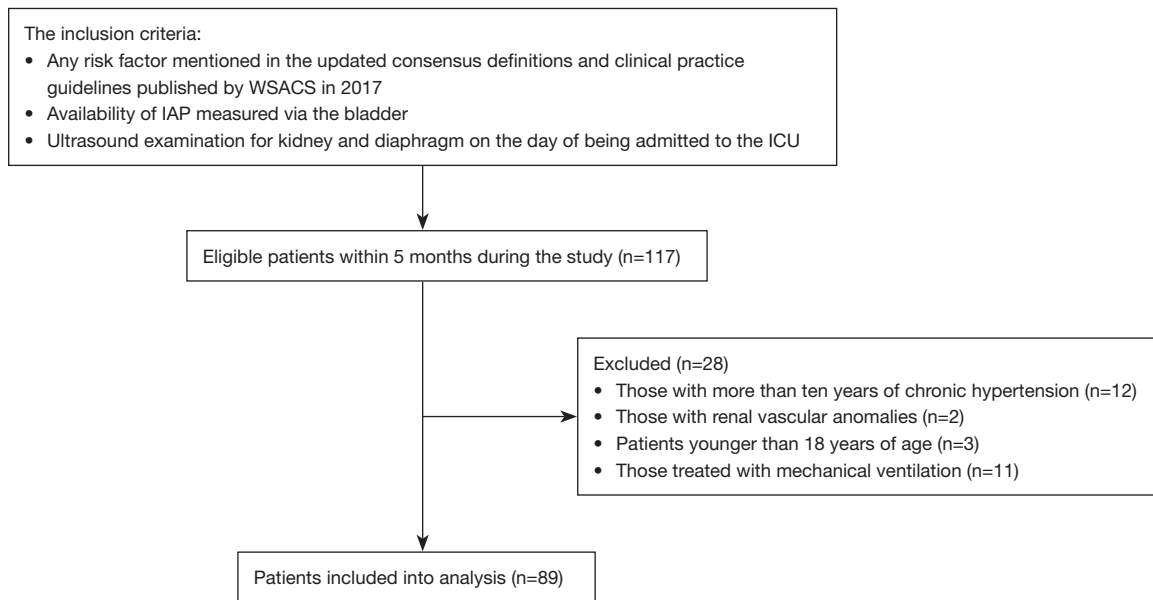 The inclusion criteria:
• Any risk factor mentioned in the updated consensus definitions and clinical practice
guidelines published by WSACS in 2017
• Availability of IAP measured via the bladder
• Ultrasound examination for kidney and diaphragm on the day of being admitted to the ICU
Eligible patients within 5 months during the study (n=117)
Excluded (n=28)
• Those with more than ten years of chronic hypertension (n=12)
• Those with renal vascular anomalies (n=2)
• Patients younger than 18 years of age (n=3)
• Those treated with mechanical ventilation (n=11)
Patients included into analysis (n=89)